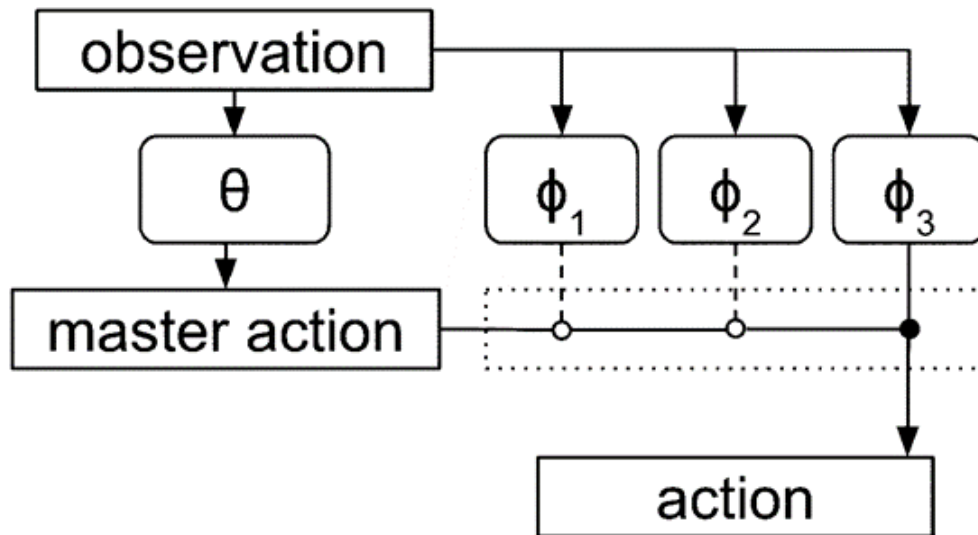 observation
θ
ϕ1
ϕ2
ϕ3
master action
action